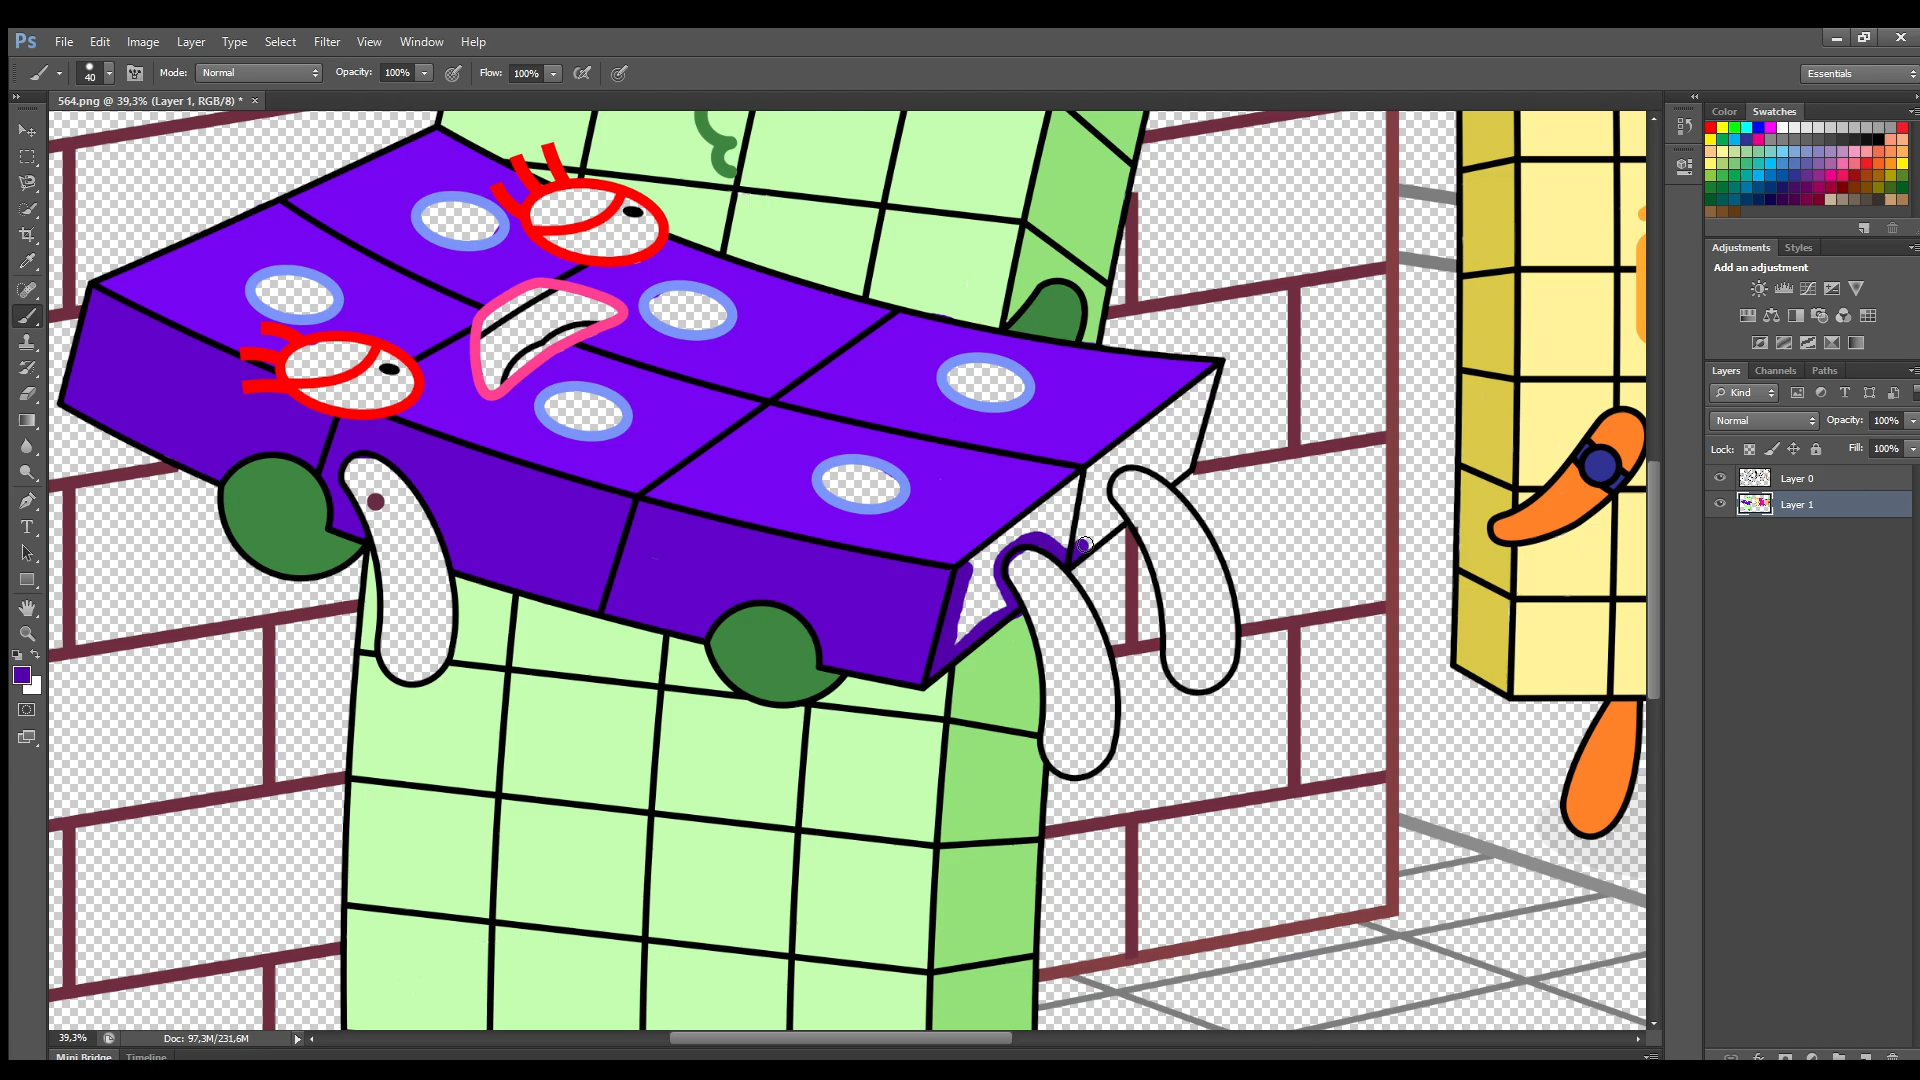 Ps File Edit Image Layer Type Select Filter View Window Help
40 Mode: Normal Opacity: 100% Flow: 100% Essentials
564.png @ 39,3% (Layer 1, RGB/8) * ×
Color Swatches
Adjustments Styles
Add an adjustment
Layers Channels Paths
Kind
Normal Opacity: 100%
Lock: Fill: 100%
Layer 0
Layer 1
39,3% Doc: 97,3M/231,6M
Mini Bridge Timeline